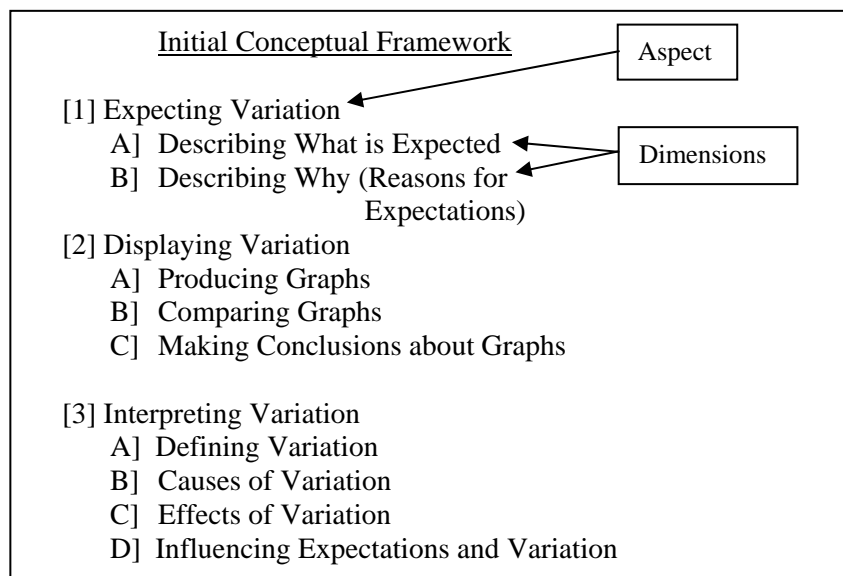 Initial Conceptual Framework
Aspect
[1] Expecting Variation
A] Describing What is Expected
Dimensions
B] Describing Why (Reasons for
Expectations)
[2] Displaying Variation
A] Producing Graphs
B] Comparing Graphs
C] Making Conclusions about Graphs
[3] Interpreting Variation
A] Defining Variation
B] Causes of Variation
C] Effects of Variation
D] Influencing Expectations and Variation